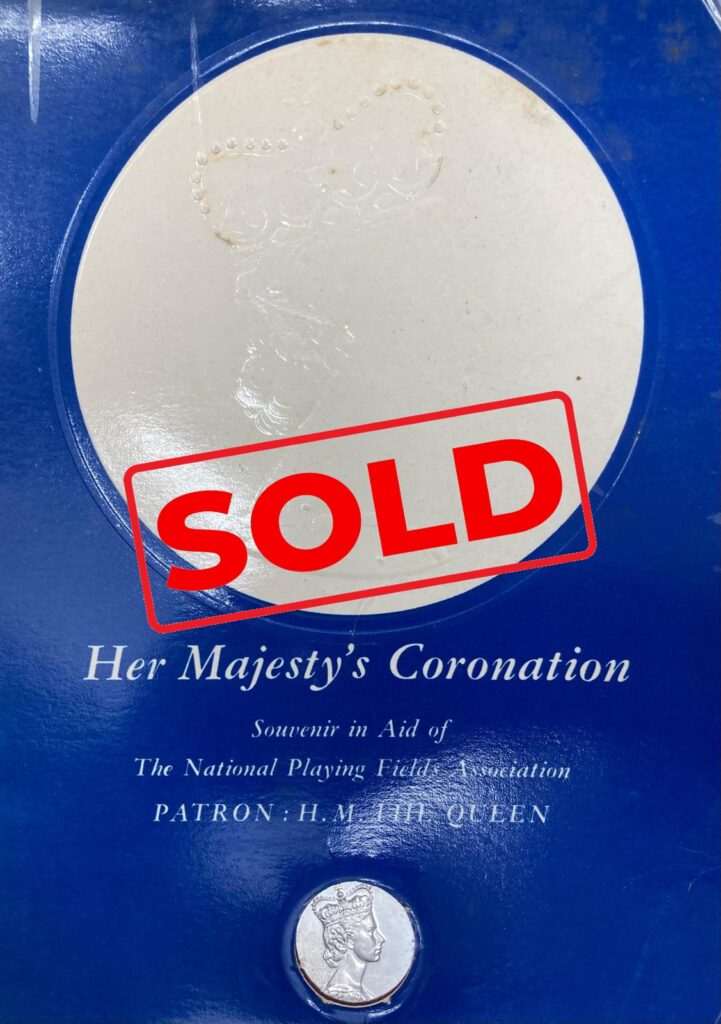 SOLD
Her Majesty's Coronation
Souvenir in Aid of
The National Playing Fields Association
PATRON: H.M. THE QUEEN